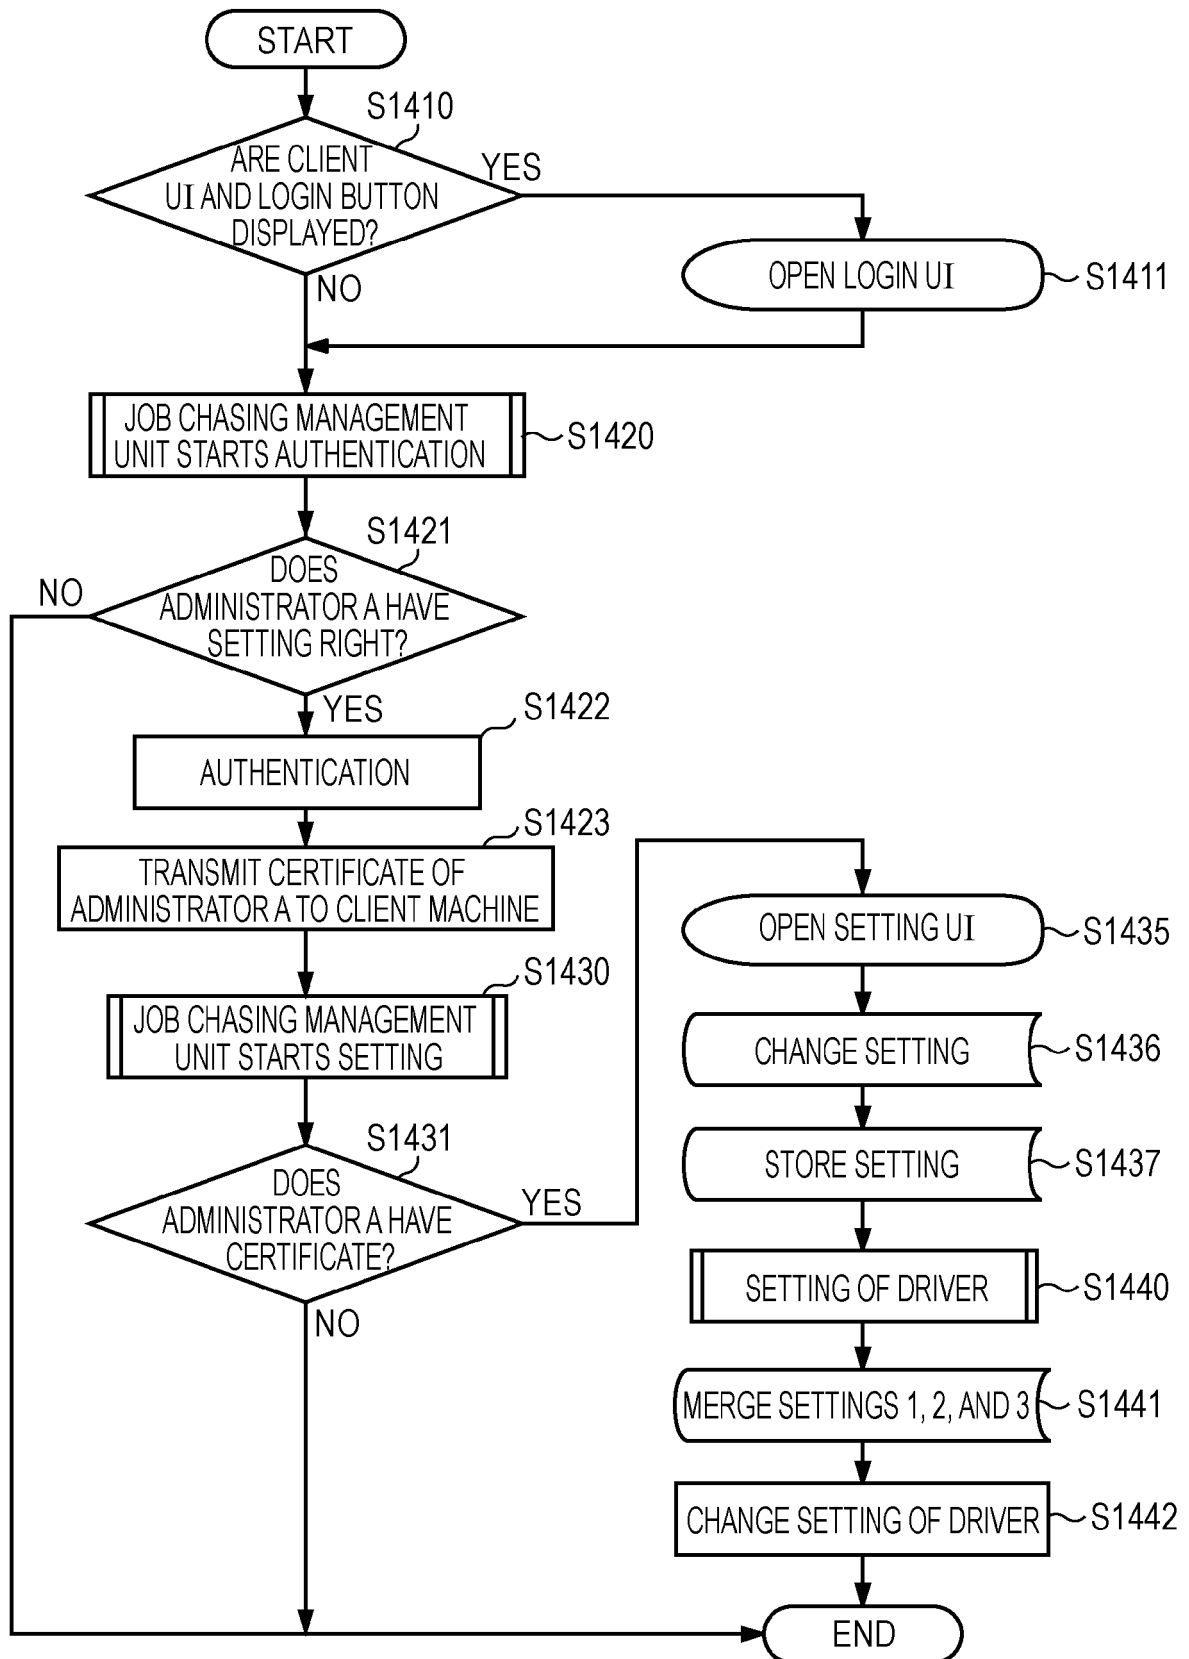 START
S1410
ARE CLIENT
UI AND LOGIN BUTTON
DISPLAYED?
YES
NO
OPEN LOGIN UI
S1411
JOB CHASING MANAGEMENT
UNIT STARTS AUTHENTICATION
S1420
S1421
DOES
ADMINISTRATOR A HAVE
SETTING RIGHT?
NO
YES
S1422
AUTHENTICATION
S1423
TRANSMIT CERTIFICATE OF
ADMINISTRATOR A TO CLIENT MACHINE
S1430
JOB CHASING MANAGEMENT
UNIT STARTS SETTING
S1431
DOES
ADMINISTRATOR A HAVE
CERTIFICATE?
YES
NO
OPEN SETTING UI
S1435
CHANGE SETTING
S1436
STORE SETTING
S1437
SETTING OF DRIVER
S1440
MERGE SETTINGS 1, 2, AND 3
S1441
CHANGE SETTING OF DRIVER
S1442
END